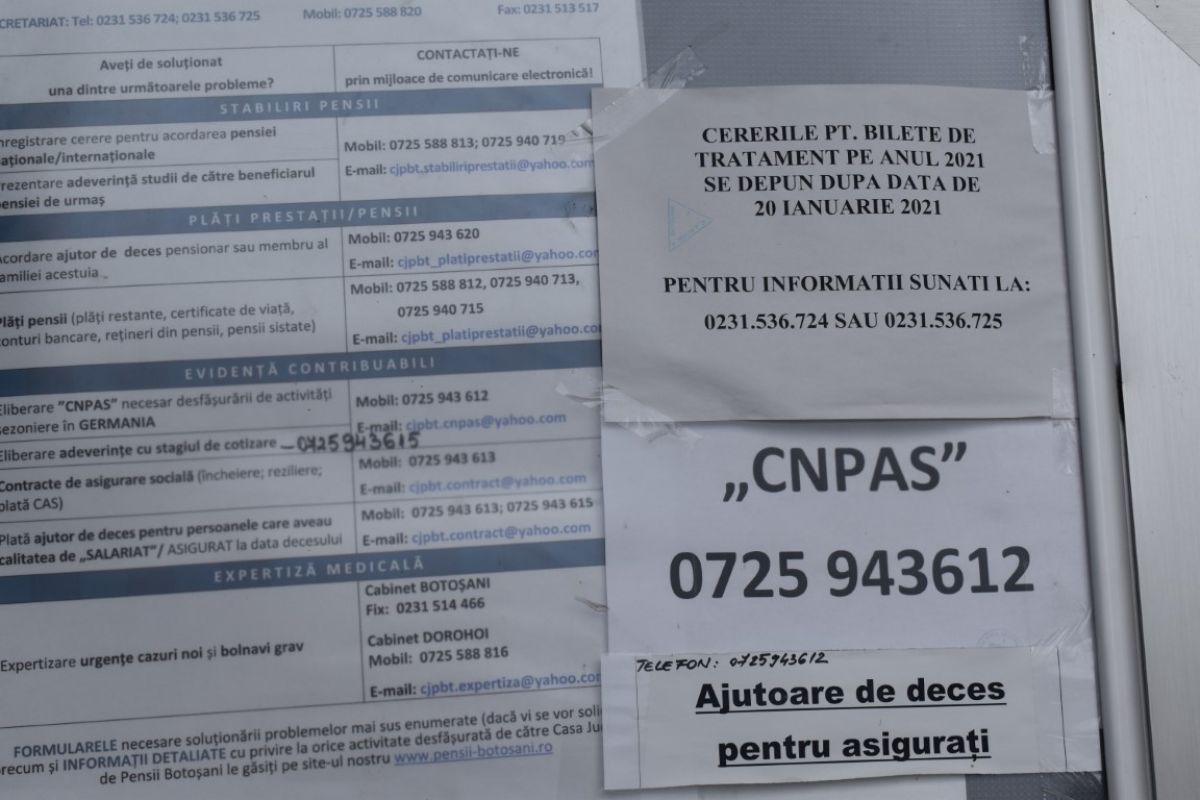 CRETARIAT: Tel: 0231 536 724; 0231 536 725 Mobil: 0725 588 820 Fax: 0231 513 517
Aveți de soluționat
una dintre următoarele probleme?
CONTACTAȚI-NE
prin mijloace de comunicare electronică!
STABILIRI PENSII
nregistrare cerere pentru acordarea pensiei
aționale/internaționale
rezentare adeverință studii de către beneficiarul
pensiei de urmaș
Mobil: 0725 588 813; 0725 940 719
E-mail: cjpbt.stabiliriprestatii@yahoo.com
PLĂȚI PRESTAȚII/PENSII
Acordare ajutor de deces pensionar sau membru al
familiei acestuia
Mobil: 0725 943 620
E-mail: cjpbt_platiprestatii@yahoo.cor
Plăți pensii (plăți restante, certificate de viață,
conturi bancare, rețineri din pensii, pensii sistate)
Mobil: 0725 588 812, 0725 940 713,
0725 940 715
E-mail: cjpbt_platiprestatii@yahoo.co
EVIDENȚĂ CONTRIBUABILI
Eliberare "CNPAS" necesar desfășurării de activități
sezoniere în GERMANIA
Mobil: 0725 943 612
E-mail: cjpbt.cnpas@yahoo.com
Eliberare adeverințe cu stagiul de cotizare – 0725943615
Contracte de asigurare socială (încheiere; reziliere;
plată CAS)
Mobil: 0725 943 613
E-mail: cjpbt.contract@yahoo.com
Plată ajutor de deces pentru persoanele care aveau
calitatea de „SALARIAT"/ ASIGURAT la data decesului
Mobil: 0725 943 613; 0725 943 615
E-mail: cjpbt.contract@yahoo.com
EXPERTIZĂ MEDICALĂ
Expertizare urgențe cazuri noi și bolnavi grav
Cabinet BOTOȘANI
Fix: 0231 514 466
Cabinet DOROHOI
Mobil: 0725 588 816
E-mail: cjpbt.expertiza@yahoo.com
FORMULARELE necesare soluționării problemelor mai sus enumerate (dacă vi se vor soli
precum și INFORMAȚII DETALIATE cu privire la orice activitate desfășurată de către Casa Ju
de Pensii Botoșani le găsiți pe site-ul nostru www.pensii-botosani.ro
CERERILE PT. BILETE DE
TRATAMENT PE ANUL 2021
SE DEPUN DUPA DATA DE
20 IANUARIE 2021
PENTRU INFORMATII SUNATI LA:
0231.536.724 SAU 0231.536.725
„CNPAS”
0725 943612
TELEFON: 0725943612
Ajutoare de deces
pentru asigurați